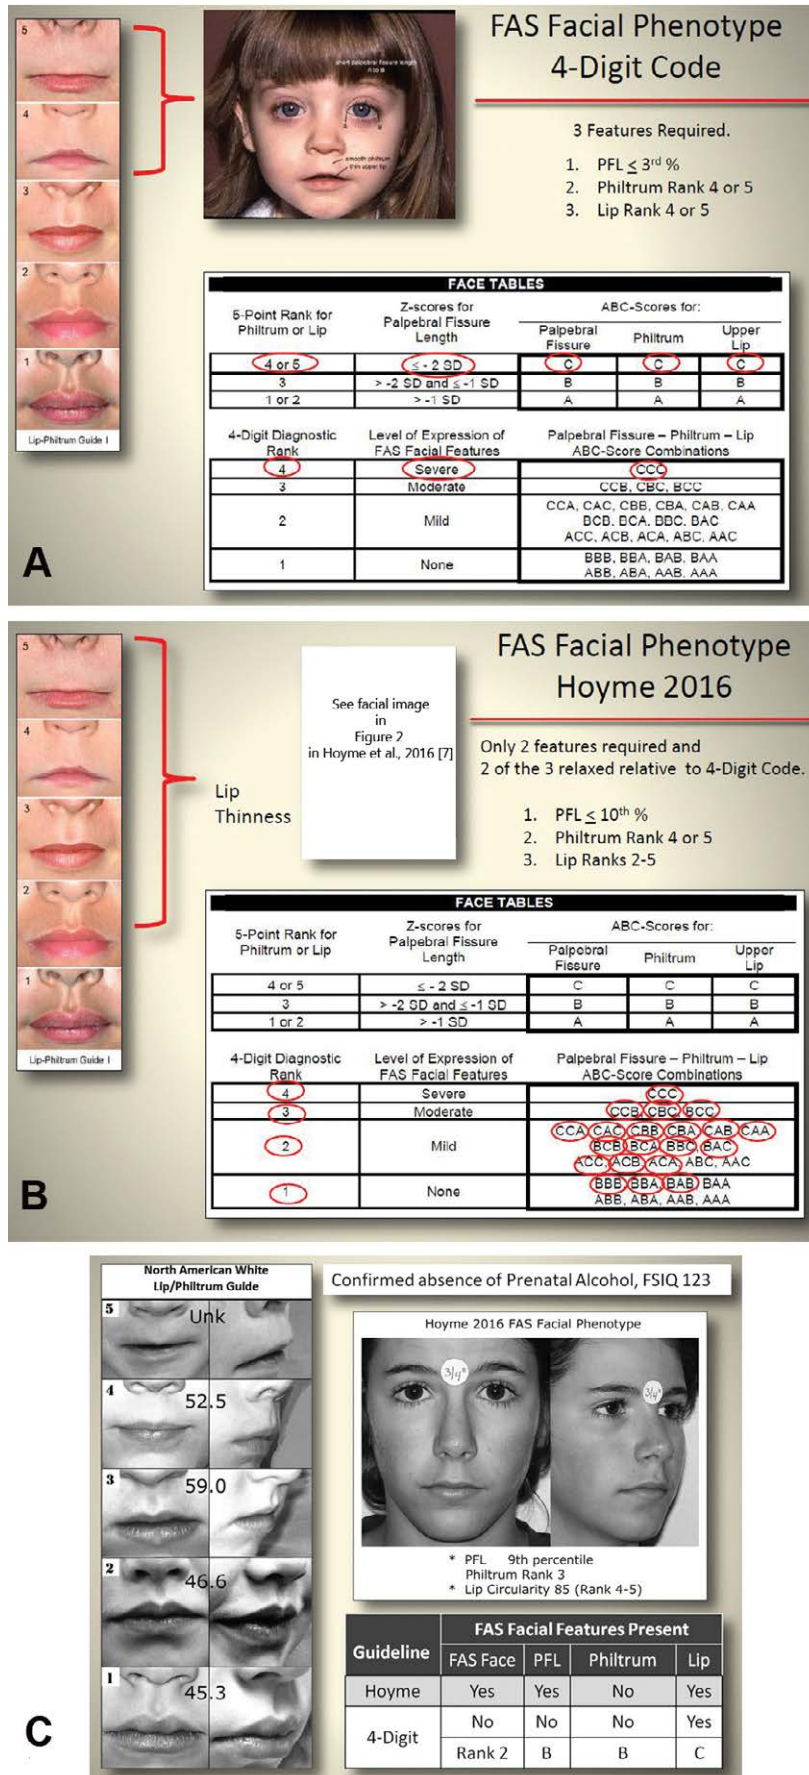 FAS Facial Phenotype
4-Digit Code
5
4
3
2
1
Lip-Philtrum Guide I
short palpebral fissure length
A to B
A
B
smooth philtrum
thin upper lip
3 Features Required.
1. PFL ≤ 3rd %
2. Philtrum Rank 4 or 5
3. Lip Rank 4 or 5
FACE TABLES
5-Point Rank for Philtrum or Lip
Z-scores for Palpebral Fissure Length
ABC-Scores for:
Palpebral Fissure
Philtrum
Upper Lip
4 or 5 ≤ - 2 SD C C C
3 > -2 SD and ≤ -1 SD B B B
1 or 2 > -1 SD A A A
4-Digit Diagnostic Rank
Level of Expression of FAS Facial Features
Palpebral Fissure – Philtrum – Lip ABC-Score Combinations
4 Severe CCC
3 Moderate CCB, CBC, BCC
2 Mild CCA, CAC, CBB, CBA, CAB, CAA
BCB, BCA, BBC, BAC
ACC, ACB, ACA, ABC, AAC
1 None BBB, BBA, BAB, BAA
ABB, ABA, AAB, AAA
A
FAS Facial Phenotype
Hoyme 2016
5
4
3
2
1
Lip-Philtrum Guide I
Lip
Thinness
See facial image
in
Figure 2
in Hoyme et al., 2016 [7]
Only 2 features required and
2 of the 3 relaxed relative to 4-Digit Code.
1. PFL ≤ 10th %
2. Philtrum Rank 4 or 5
3. Lip Ranks 2-5
FACE TABLES
5-Point Rank for Philtrum or Lip
Z-scores for Palpebral Fissure Length
ABC-Scores for:
Palpebral Fissure
Philtrum
Upper Lip
4 or 5 ≤ - 2 SD C C C
3 > -2 SD and ≤ -1 SD B B B
1 or 2 > -1 SD A A A
4-Digit Diagnostic Rank
Level of Expression of FAS Facial Features
Palpebral Fissure – Philtrum – Lip ABC-Score Combinations
4 Severe CCC
3 Moderate CCB, CBC, BCC
2 Mild CCA, CAC, CBB, CBA, CAB, CAA
BCB, BCA, BBC, BAC
ACC, ACB, ACA, ABC, AAC
1 None BBB, BBA, BAB, BAA
ABB, ABA, AAB, AAA
B
North American White
Lip/Philtrum Guide
5 Unk
4 52.5
3 59.0
2 46.6
1 45.3
Confirmed absence of Prenatal Alcohol, FSIQ 123
Hoyme 2016 FAS Facial Phenotype
3/4"
3/4"
* PFL 9th percentile
Philtrum Rank 3
* Lip Circularity 85 (Rank 4-5)
Guideline
FAS Facial Features Present
FAS Face PFL Philtrum Lip
Hoyme Yes Yes No Yes
4-Digit No No No Yes
Rank 2 B B C
C